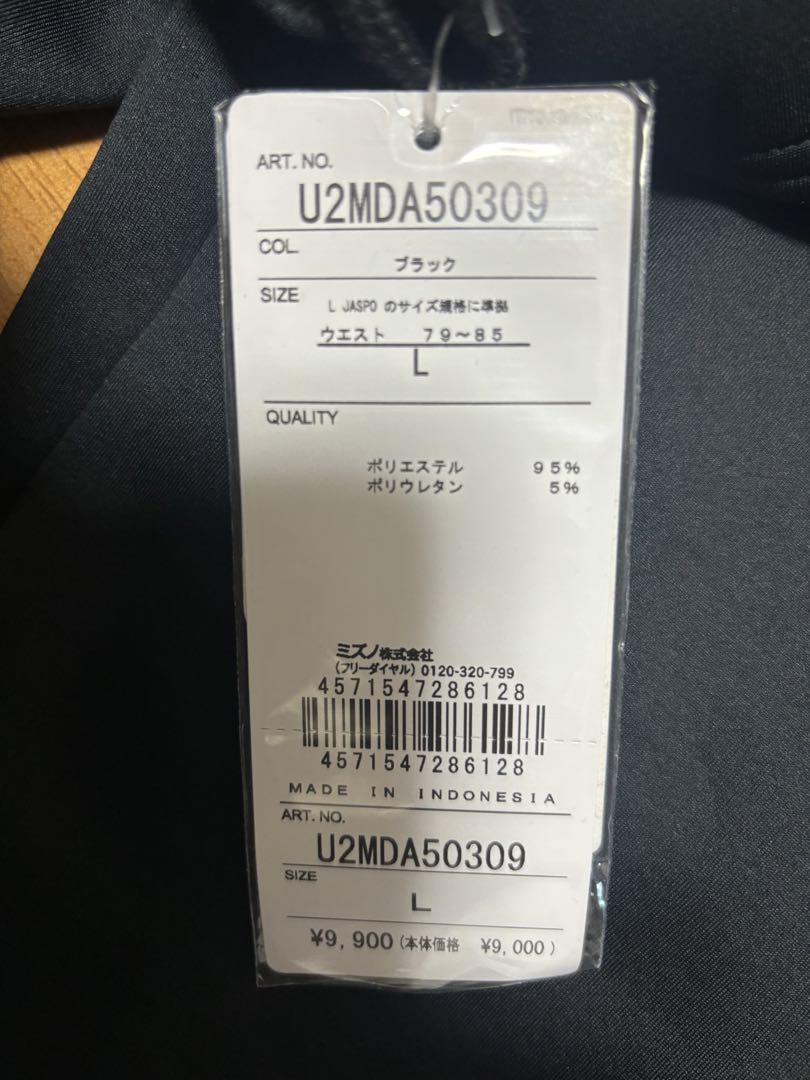 ART. NO.
U2MDA50309
COL.
ブラック
SIZE
L JASPO のサイズ規格に準拠
ウエスト 79〜85
L
QUALITY
ポリエステル 95%
ポリウレタン 5%
ミズノ株式会社
(フリーダイヤル) 0120-320-799
4571547286128
4571547286128
MADE IN INDONESIA
ART. NO.
U2MDA50309
SIZE
L
¥9,900 (本体価格 ¥9,000)